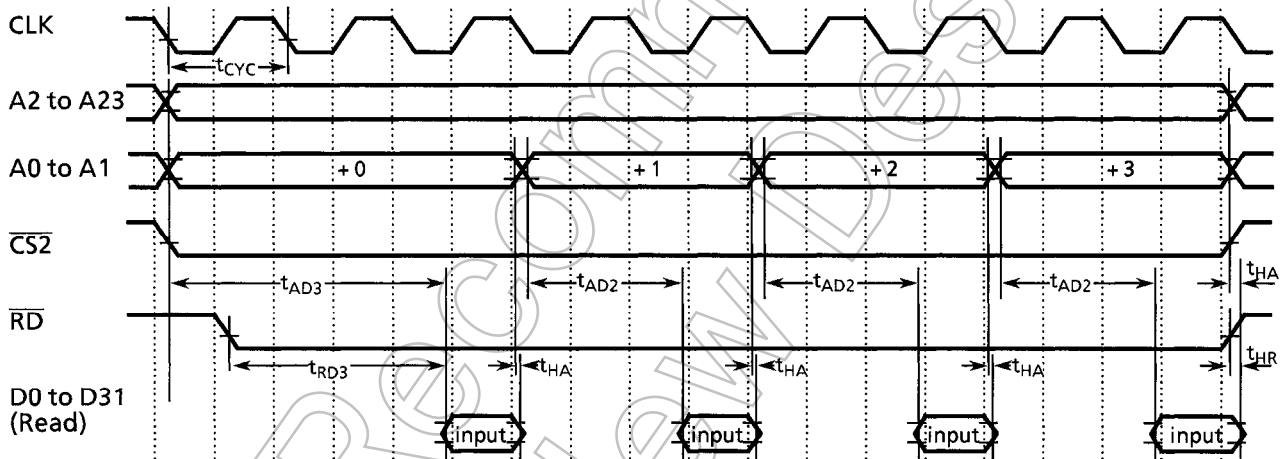 CLK
tCYC
A2 to A23
A0 to A1 +0 +1 +2 +3
CS2
tAD3 tAD2 tAD2 tAD2 tHA
RD
tRD3 tHA tHA tHA tHR
D0 to D31
(Read)
input input input input